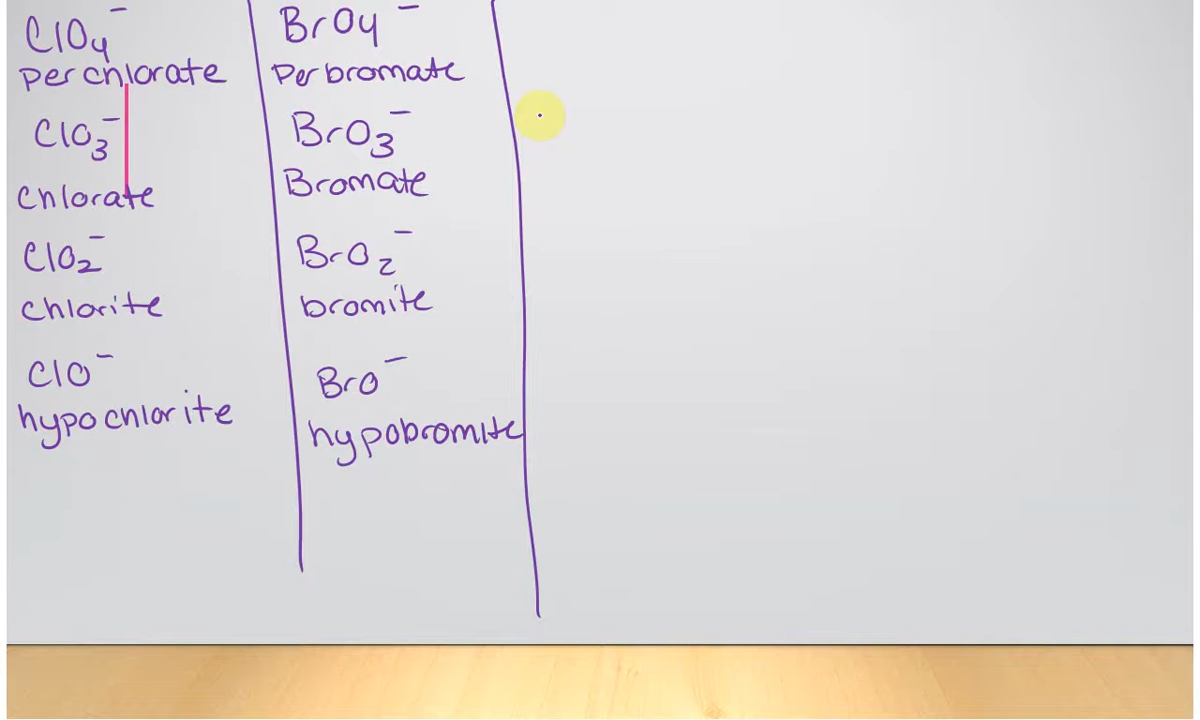 ClO₄⁻
perchlorate
ClO₃⁻
chlorate
ClO₂⁻
chlorite
ClO⁻
hypochlorite
BrO4⁻
Perbromate
BrO₃⁻
Bromate
BrO₂⁻
bromite
BrO⁻
hypobromite